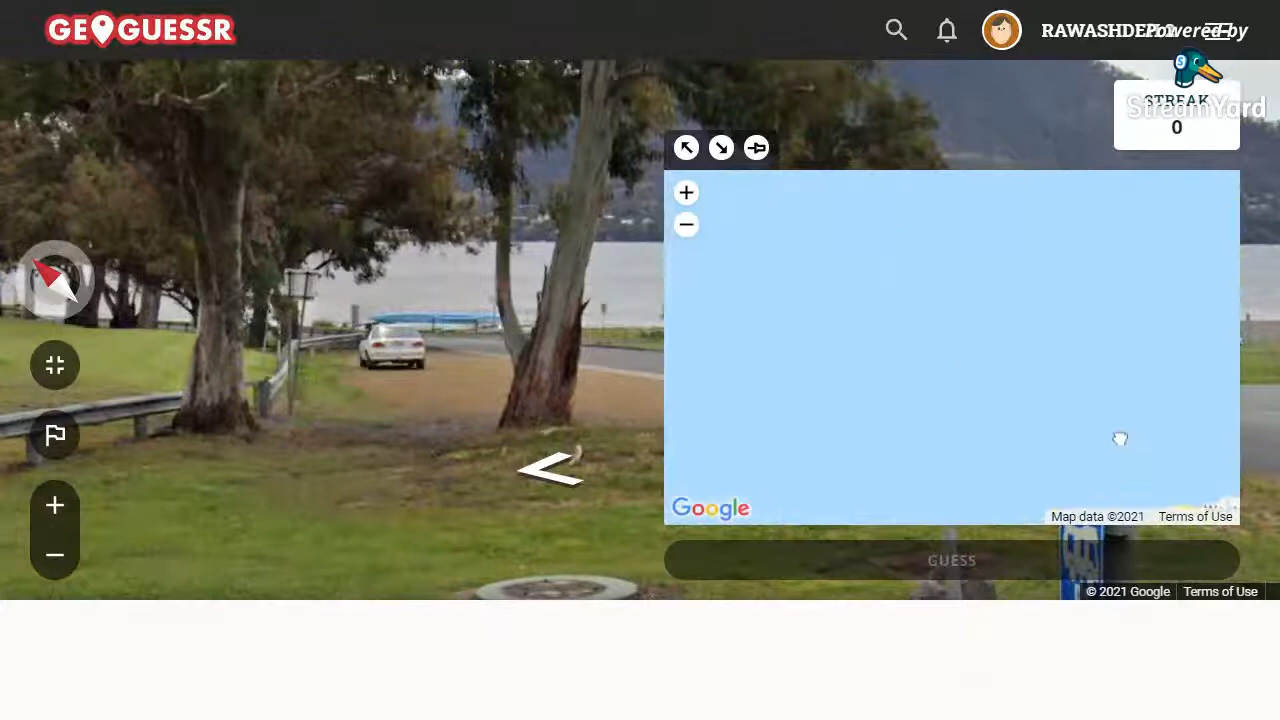 GEOGUESSR
Powered by
StreamYard
STREAK
0
Google
Map data ©2021 Terms of Use
GUESS
© 2021 Google Terms of Use